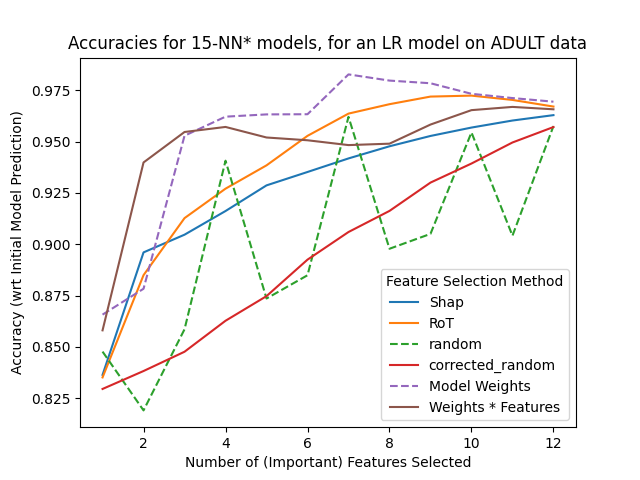 Accuracies for 15-NN* models, for an LR model on ADULT data
Accuracy (wrt Initial Model Prediction)
0.975
0.950
0.925
0.900
0.875
0.850
0.825
Feature Selection Method
Shap
RoT
random
corrected_random
Model Weights
Weights * Features
2 4 6 8 10 12
Number of (Important) Features Selected